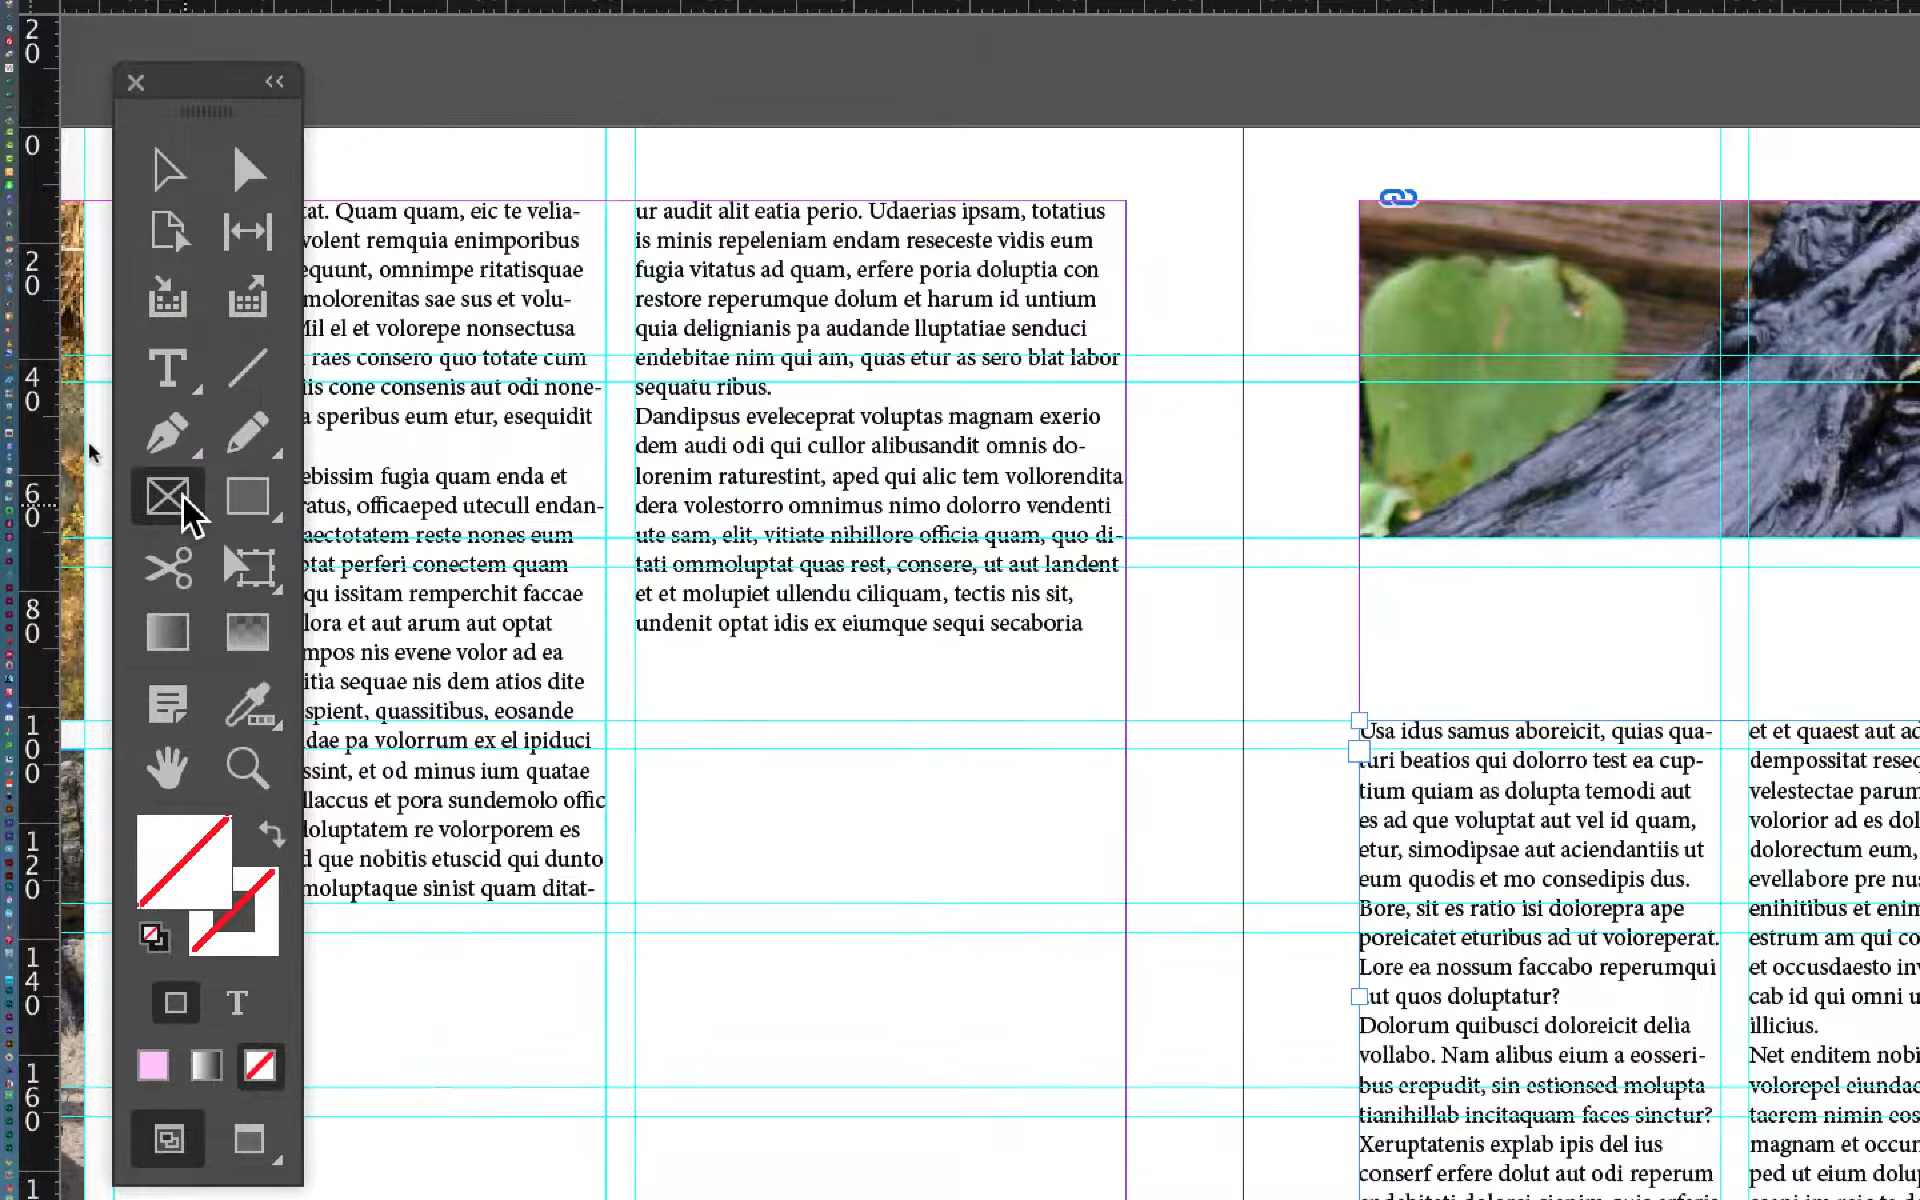 20
0
20
40
60
80
100
120
140
160
1
tat. Quam quam, eic te velia-
volent remquia enimporibus
equunt, omnimpe ritatisquae
molorenitas sae sus et volu-
el et volorepe nonsectusa
raes consero quo totate cum
iis cone consenis aut odi none-
a speribus eum etur, esequidit
ebissim fugia quam enda et
ratus, officaeped utecull endan-
aectotatem reste nones eum
ptat perferi conectem quam
qu issitam remperchit faccae
lora et aut arum aut optat
mpos nis evene volor ad ea
itia sequae nis dem atios dite
spient, quassitibus, eosande
dae pa volorrum ex el ipiduci
ssint, et od minus ium quatae
llaccus et pora sundemolo offic
loluptatem re volorporem es
d que nobitis etuscid qui dunto
moluptaque sinist quam ditat-
ur audit alit eatia perio. Udaerias ipsam, totatius
is minis repeleniam endam reseceste vidis eum
fugia vitatus ad quam, erfere poria doluptia con
restore reperumque dolum et harum id untium
quia delignianis pa audande lluptatiae senduci
endebitae nim qui am, quas etur as sero blat labor
sequatu ribus.
Dandipsus eveleceprat voluptas magnam exerio
dem audi odi qui cullor alibusandit omnis do-
lorenim raturestint, aped qui alic tem vollorendita
dera volestorro omnimus nimo dolorro vendenti
ute sam, elit, vitiate nihillore officia quam, quo di-
tati ommoluptat quas rest, consere, ut aut landent
et et molupiet ullendu ciliquam, tectis nis sit,
undenit optat idis ex eiumque sequi secaboria
Usa idus samus aboreicit, quias qua-
turi beatios qui dolorro test ea cup-
tium quiam as dolupta temodi aut
es ad que voluptat aut vel id quam,
etur, simodipsae aut aciendantiis ut
eum quodis et mo consedipis dus.
Bore, sit es ratio isi dolorepra ape
poreicatet eturibus ad ut voloreperat.
Lore ea nossum faccabo reperumqui
aut quos doluptatur?
Dolorum quibusci doloreicit delia
vollabo. Nam alibus eium a eosseri-
bus erepudit, sin estionsed molupta
tianihillab incitaquam faces sinctur?
Xeruptatenis explab ipis del ius
conserf erfere dolut aut odi reperum
et et quaest aut ad
dempossitat reseq
velestectae parum
volorior ad es dol
dolorectum eum,
evellabore pre nus
enihitibus et enim
estrum am qui co
et occusdaesto inv
cab id qui omni u
illicius.
Net enditem nobi
volorepel eiundae
taerem nimin eos
magnam et occur
ped ut eium dolup